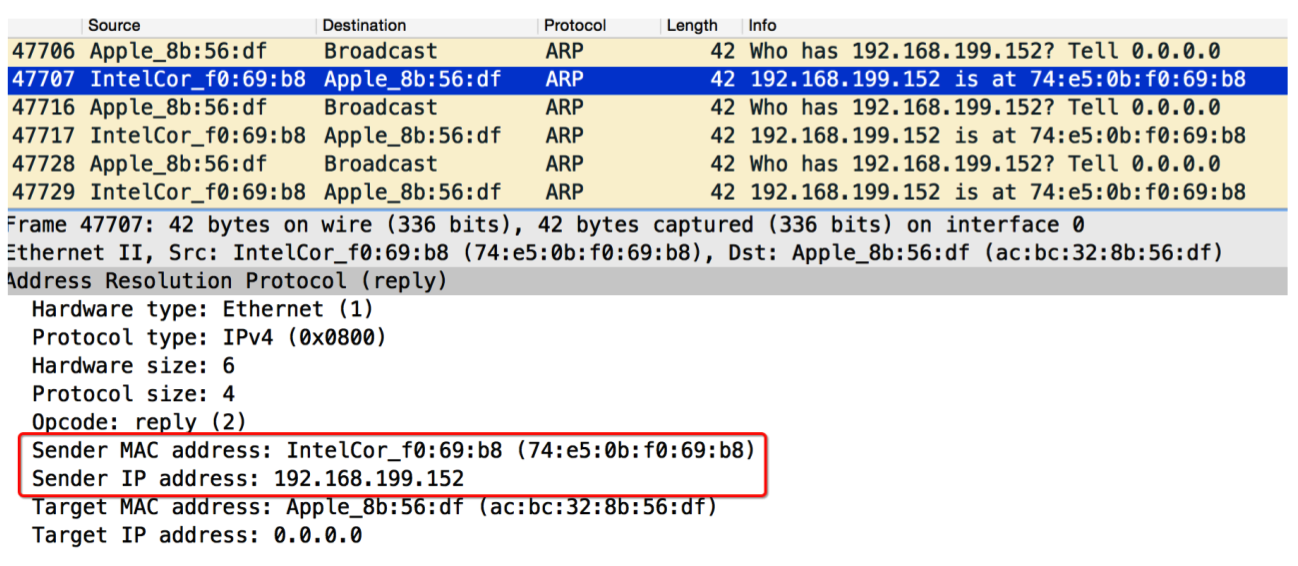 Source Destination Protocol Length Info
47706 Apple_8b:56:df Broadcast ARP 42 Who has 192.168.199.152? Tell 0.0.0.0
47707 IntelCor_f0:69:b8 Apple_8b:56:df ARP 42 192.168.199.152 is at 74:e5:0b:f0:69:b8
47716 Apple_8b:56:df Broadcast ARP 42 Who has 192.168.199.152? Tell 0.0.0.0
47717 IntelCor_f0:69:b8 Apple_8b:56:df ARP 42 192.168.199.152 is at 74:e5:0b:f0:69:b8
47728 Apple_8b:56:df Broadcast ARP 42 Who has 192.168.199.152? Tell 0.0.0.0
47729 IntelCor_f0:69:b8 Apple_8b:56:df ARP 42 192.168.199.152 is at 74:e5:0b:f0:69:b8
Frame 47707: 42 bytes on wire (336 bits), 42 bytes captured (336 bits) on interface 0
Ethernet II, Src: IntelCor_f0:69:b8 (74:e5:0b:f0:69:b8), Dst: Apple_8b:56:df (ac:bc:32:8b:56:df)
Address Resolution Protocol (reply)
Hardware type: Ethernet (1)
Protocol type: IPv4 (0x0800)
Hardware size: 6
Protocol size: 4
Opcode: reply (2)
Sender MAC address: IntelCor_f0:69:b8 (74:e5:0b:f0:69:b8)
Sender IP address: 192.168.199.152
Target MAC address: Apple_8b:56:df (ac:bc:32:8b:56:df)
Target IP address: 0.0.0.0